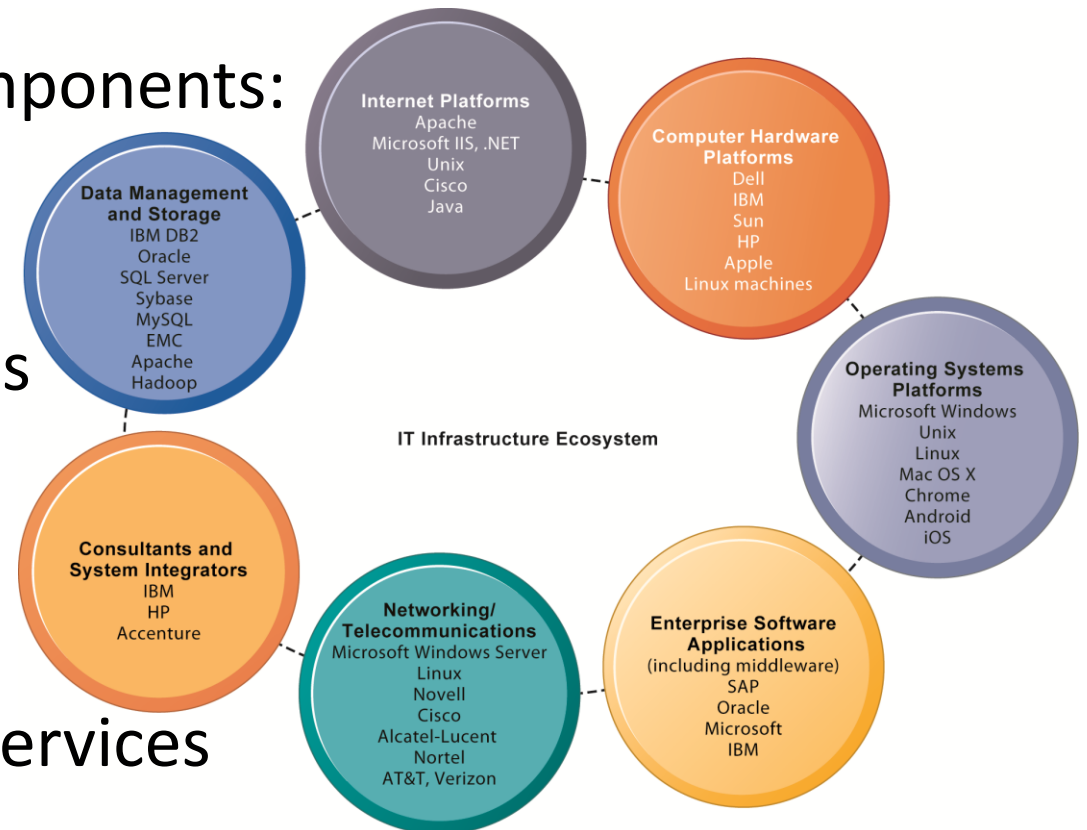 mponents:
Internet Platforms
Apache
Microsoft IIS, .NET
Unix
Cisco
Java
Computer Hardware
Platforms
Dell
IBM
Sun
HP
Apple
Linux machines
Data Management
and Storage
IBM DB2
Oracle
SQL Server
Sybase
MySQL
EMC
Apache
Hadoop
s
Operating Systems
Platforms
Microsoft Windows
Unix
Linux
Mac OS X
Chrome
Android
iOS
IT Infrastructure Ecosystem
Consultants and
System Integrators
IBM
HP
Accenture
Networking/
Telecommunications
Microsoft Windows Server
Linux
Novell
Cisco
Alcatel-Lucent
Nortel
AT&T, Verizon
Enterprise Software
Applications
(including middleware)
SAP
Oracle
Microsoft
IBM
ervices